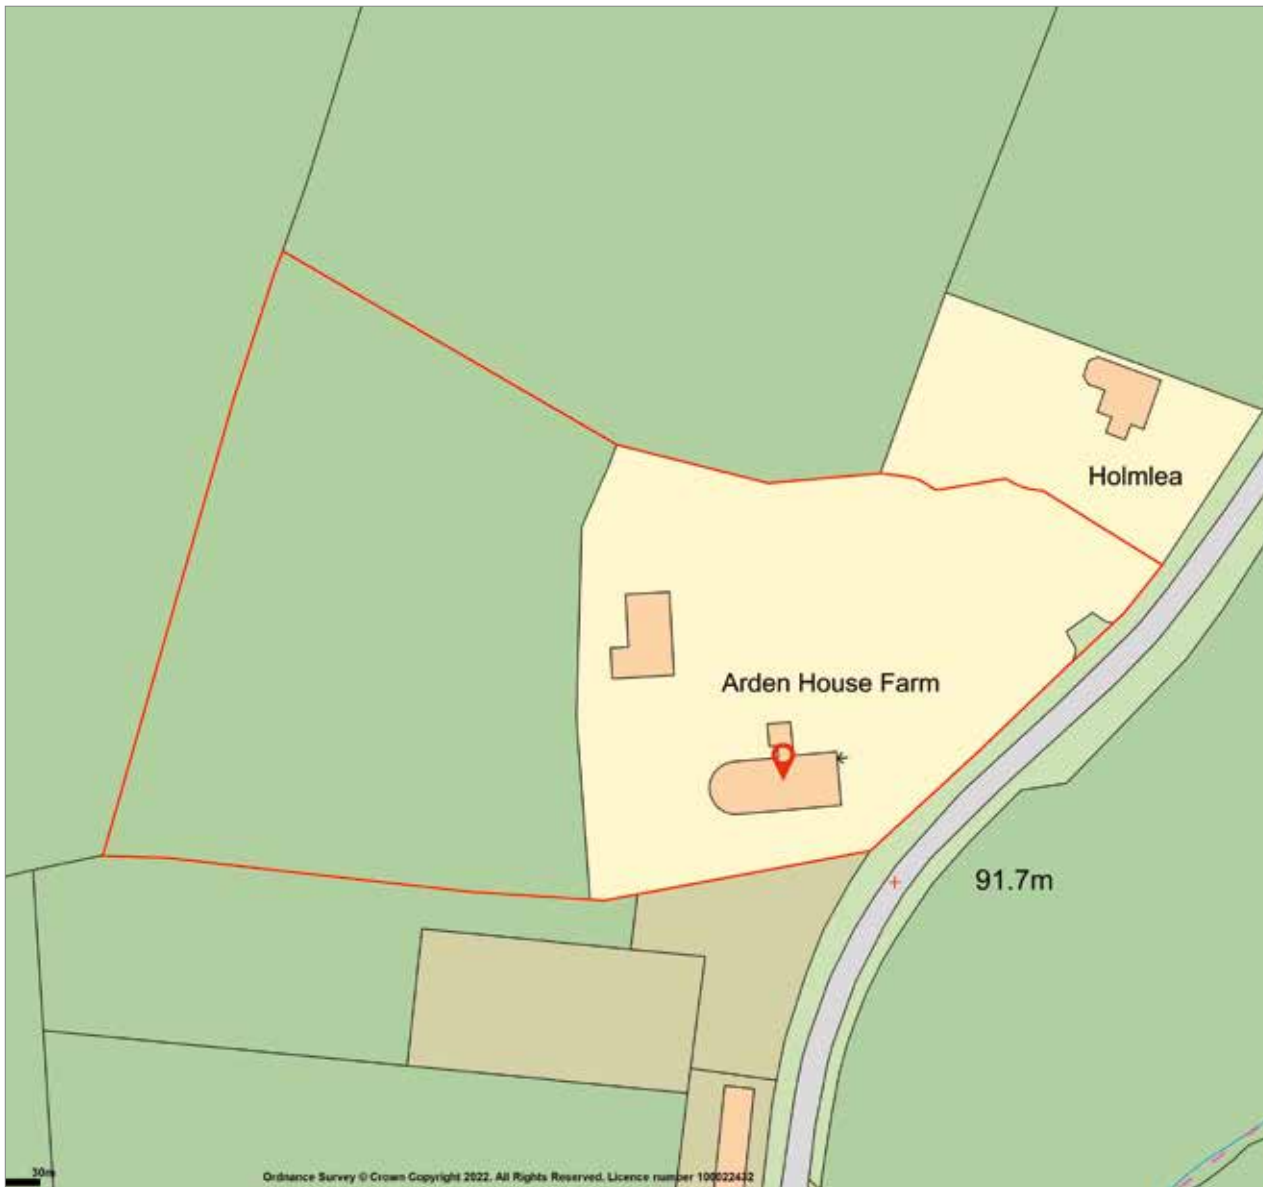 Holmlea
Arden House Farm
91.7m
30m
Ordnance Survey © Crown Copyright 2022. All Rights Reserved. Licence number 100022432